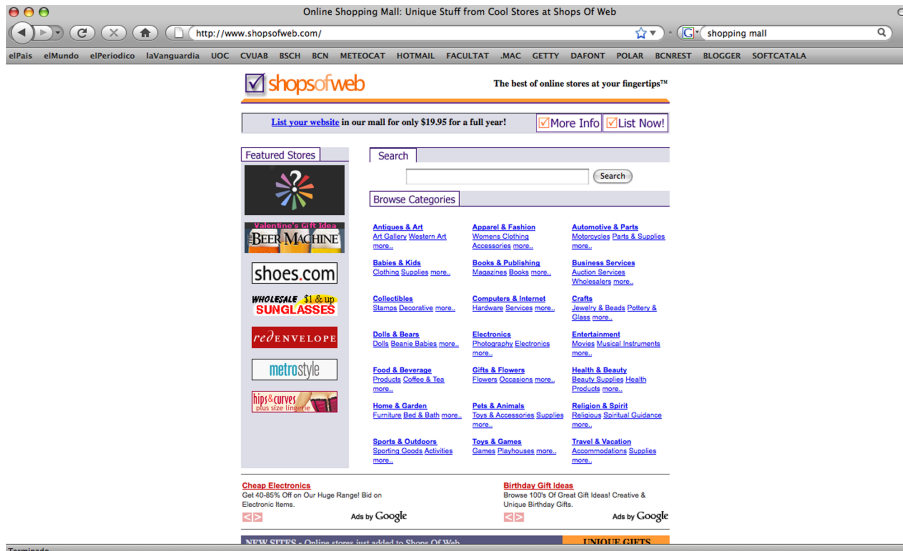 Online Shopping Mall: Unique Stuff from Cool Stores at Shops Of Web
http://www.shopsofweb.com/
G shopping mall
elPaís elMundo elPeriodico laVanguardia UOC CVUAB BSCH BCN METEOCAT HOTMAIL FACULTAT .MAC GETTY DAFONT POLAR BCNREST BLOGGER SOFTCATALA
shopsofweb
The best of online stores at your fingertips™
List your website in our mall for only $19.95 for a full year!
More Info
List Now!
Featured Stores
?
Valentine's Gift Idea
BEER MACHINE
shoes.com
WHOLESALE $1 & up
SUNGLASSES
redENVELOPE
metrostyle
hips&curves
plus size lingerie
Search
Search
Browse Categories
Antiques & Art
Art Gallery Western Art
more..
Apparel & Fashion
Womens Clothing
Accessories more..
Automotive & Parts
Motorcycles Parts & Supplies
more..
Babies & Kids
Clothing Supplies more..
Books & Publishing
Magazines Books more..
Business Services
Auction Services
Wholesalers more..
Collectibles
Stamps Decorative more..
Computers & Internet
Hardware Services more..
Crafts
Jewelry & Beads Pottery &
Glass more..
Dolls & Bears
Dolls Beanie Babies more..
Electronics
Photography Electronics
more..
Entertainment
Movies Musical Instruments
more..
Food & Beverage
Products Coffee & Tea
more..
Gifts & Flowers
Flowers Occasions more..
Health & Beauty
Beauty Supplies Health
Products more..
Home & Garden
Furniture Bed & Bath more..
Pets & Animals
Toys & Accessories Supplies
more..
Religion & Spirit
Religious Spiritual Guidance
more..
Sports & Outdoors
Sporting Goods Activities
more..
Toys & Games
Games Playhouses more..
Travel & Vacation
Accommodations Supplies
more..
Cheap Electronics
Get 40-85% Off on Our Huge Range! Bid on
Electronic Items.
Ads by Google
Birthday Gift Ideas
Browse 100's Of Great Gift Ideas! Creative &
Unique Birthday Gifts.
Ads by Google
NEW SITES - Online stores just added to Shops Of Web
UNIQUE GIFTS
Terminado